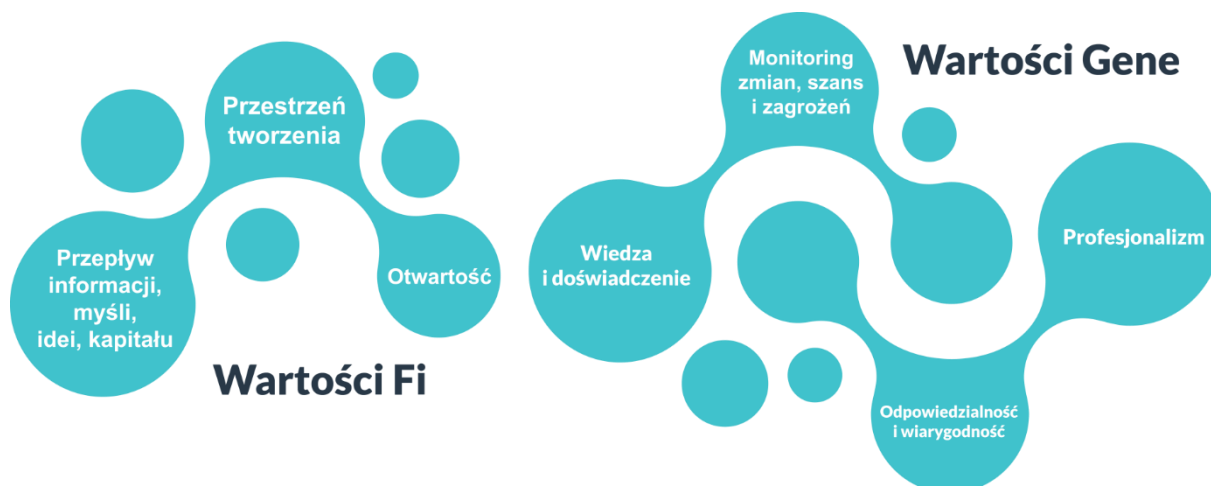 Przestrzeń
tworzenia
Przepływ
informacji,
myśli,
idei, kapitału
Otwartość
Wartości Fi
Wartości Gene
Monitoring
zmian, szans
i zagrożeń
Wiedza
i doświadczenie
Profesjonalizm
Odpowiedzialność
i wiarygodność